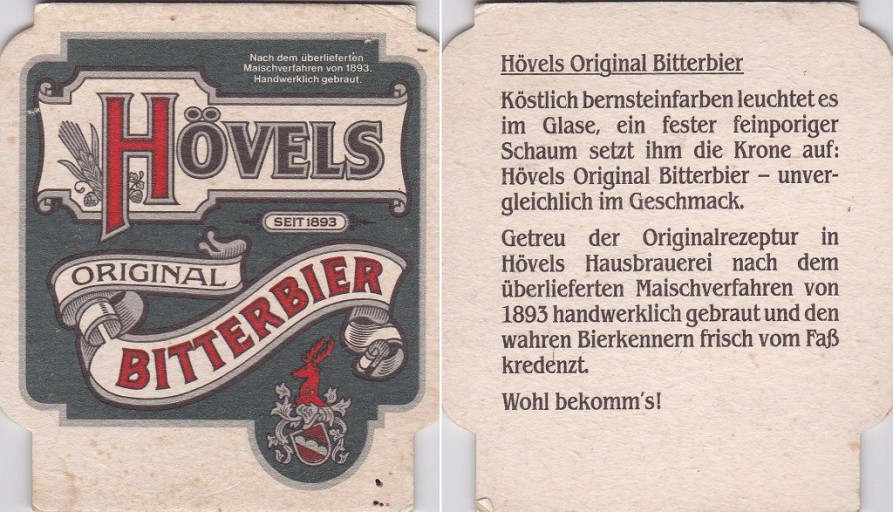 Nach dem überlieferten
Maischverfahren von 1893.
Handwerklich gebraut.
HÖVELS
SEIT 1893
ORIGINAL
BITTERBIER
Hövels Original Bitterbier
Köstlich bernsteinfarben leuchtet es
im Glase, ein fester feinporiger
Schaum setzt ihm die Krone auf:
Hövels Original Bitterbier – unver-
gleichlich im Geschmack.
Getreu der Originalrezeptur in
Hövels Hausbrauerei nach dem
überlieferten Maischverfahren von
1893 handwerklich gebraut und den
wahren Bierkennern frisch vom Faß
kredenzt.
Wohl bekomm's!